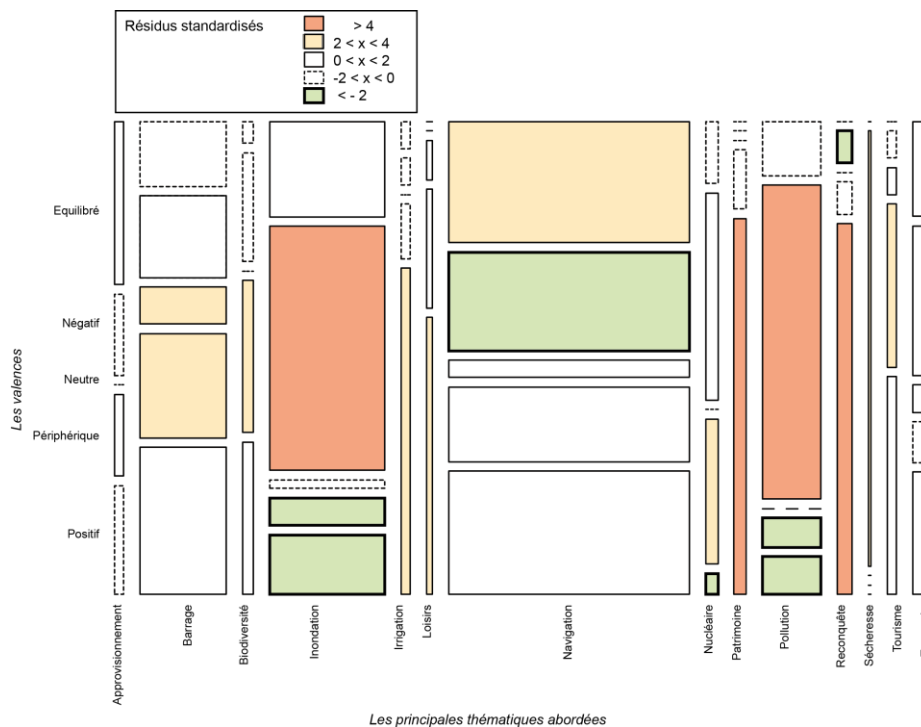 Résidus standardisés
> 4
2 < x < 4
0 < x < 2
-2 < x < 0
< - 2
Les valences
Equilibré
Négatif
Neutre
Périphérique
Positif
Approvisionnement
Barrage
Biodiversité
Inondation
Irrigation
Loisirs
Navigation
Nucléaire
Patrimoine
Pollution
Reconquête
Sécheresse
Tourisme
Les principales thématiques abordées